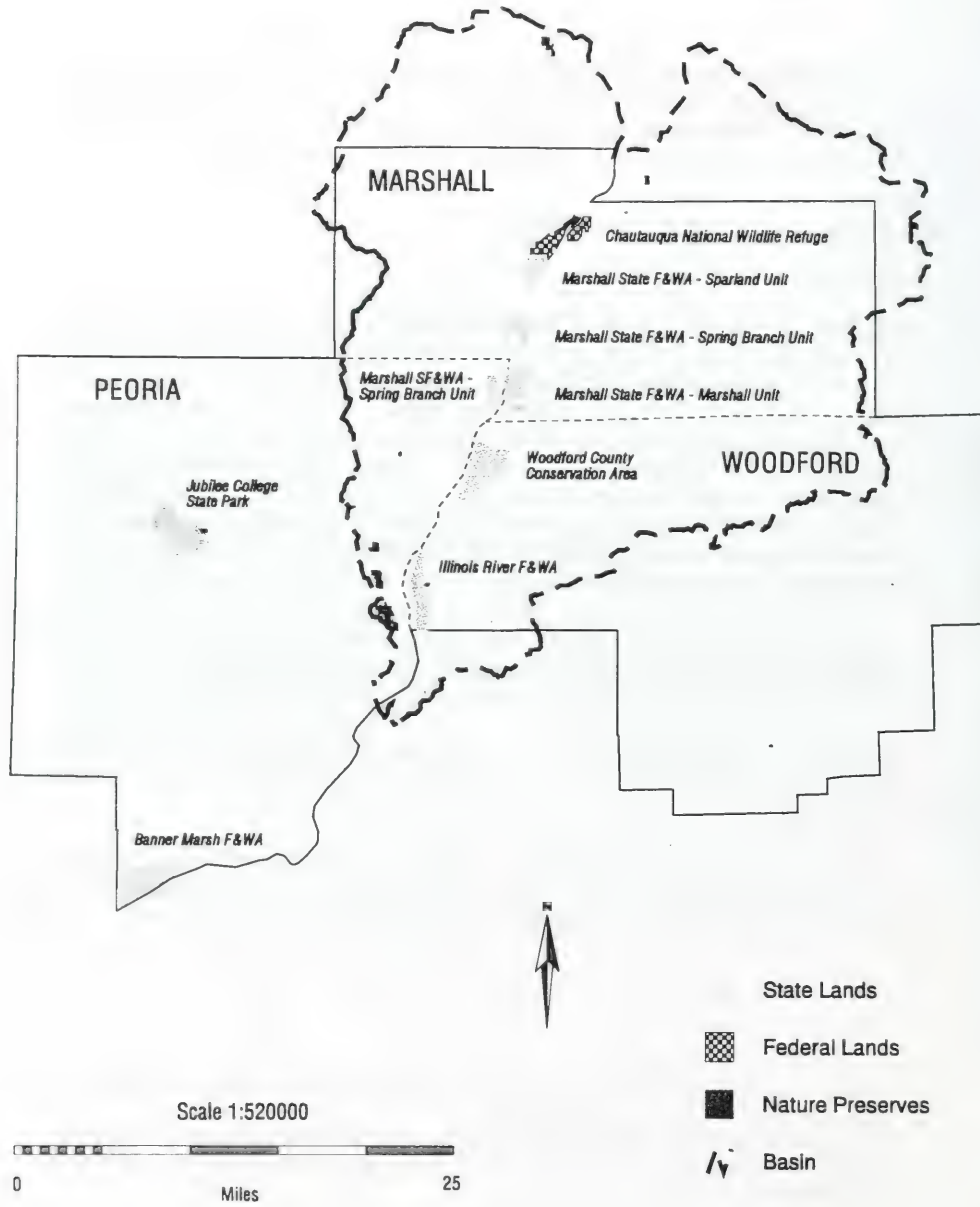 MARSHALL
Chautauqua National Wildlife Refuge
Marshall State F&WA - Sparland Unit
Marshall State F&WA - Spring Branch Unit
PEORIA
Marshall SF&WA -
Spring Branch Unit
Marshall State F&WA - Marshall Unit
Woodford County
Conservation Area
WOODFORD
Jubilee College
State Park
Illinois River F&WA
Banner Marsh F&WA
N
State Lands
Federal Lands
Nature Preserves
Basin
Scale 1:520000
0
Miles
25